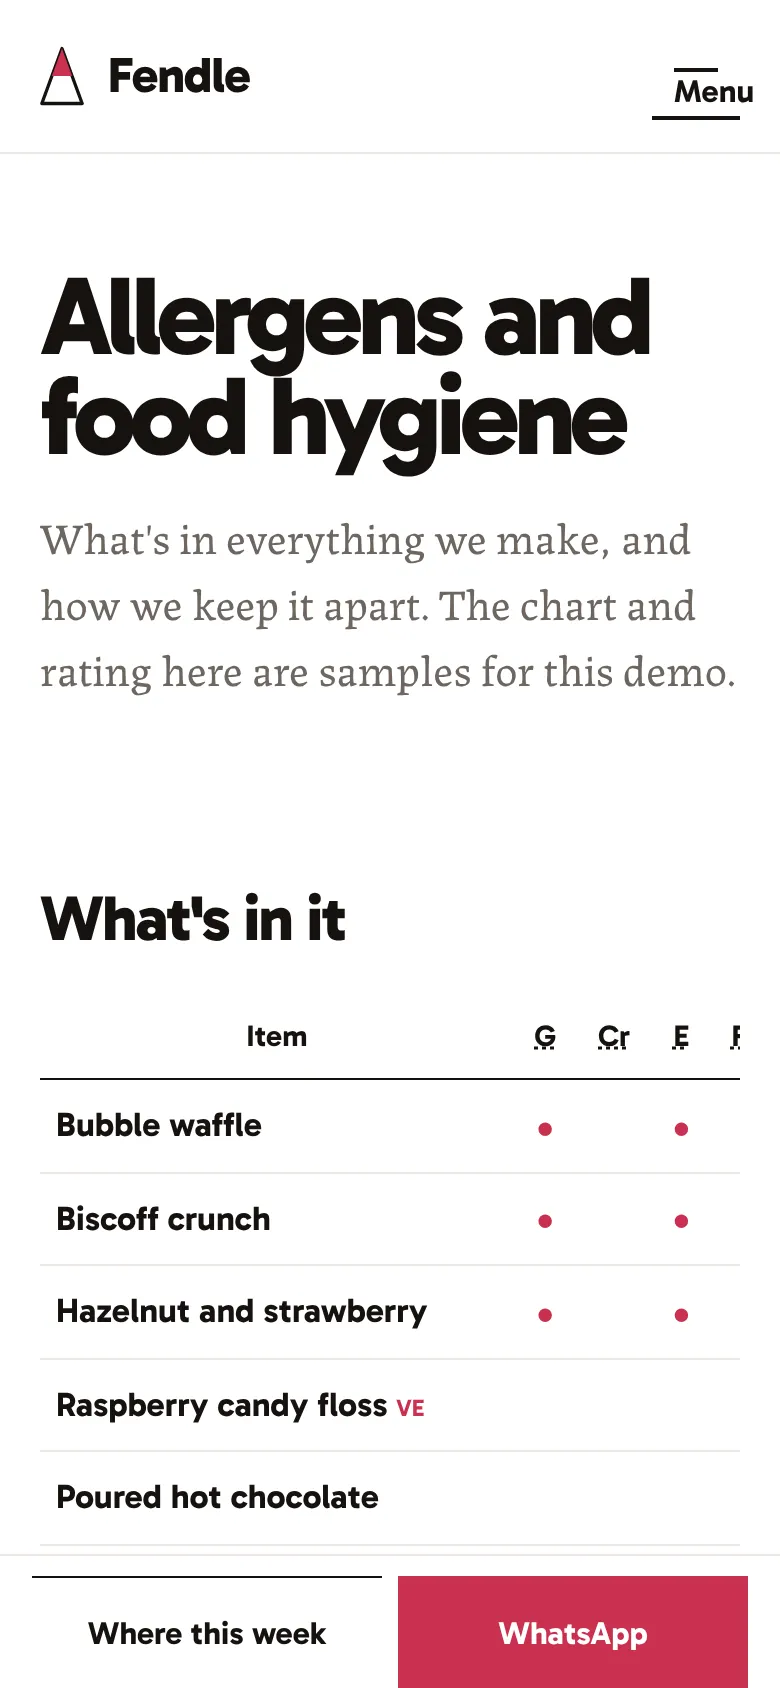 Fendle
Menu
Allergens and
food hygiene
What's in everything we make, and
how we keep it apart. The chart and
rating here are samples for this demo.
What's in it
Item G Cr E
Bubble waffle
Biscoff crunch
Hazelnut and strawberry
Raspberry candy floss VE
Poured hot chocolate
Where this week
WhatsApp